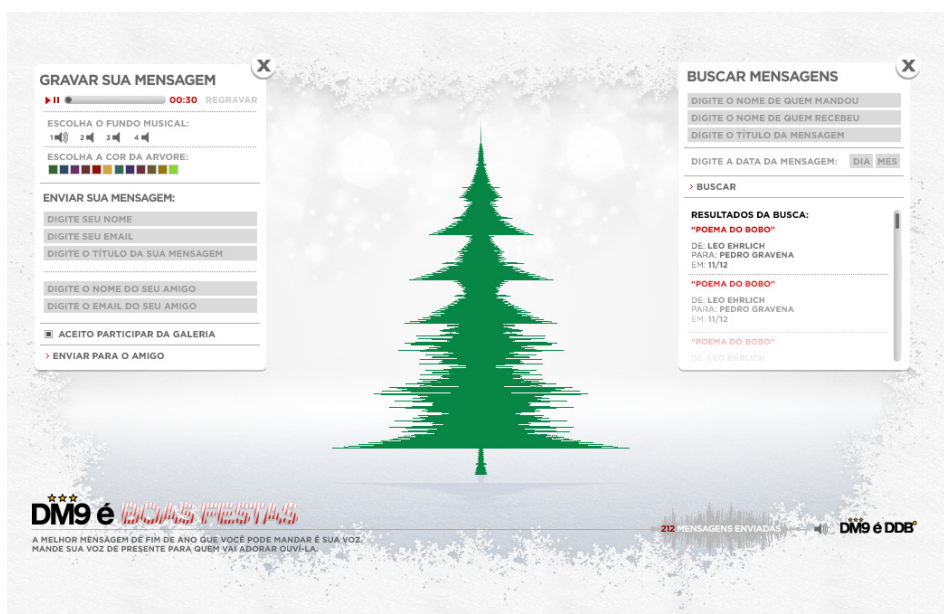 GRAVAR SUA MENSAGEM
X
00:30 REGRAVAR
ESCOLHA O FUNDO MUSICAL:
1 2 3 4
ESCOLHA A COR DA ARVORE:
ENVIAR SUA MENSAGEM:
DIGITE SEU NOME
DIGITE SEU EMAIL
DIGITE O TÍTULO DA SUA MENSAGEM
DIGITE O NOME DO SEU AMIGO
DIGITE O EMAIL DO SEU AMIGO
ACEITO PARTICIPAR DA GALERIA
> ENVIAR PARA O AMIGO
BUSCAR MENSAGENS
X
DIGITE O NOME DE QUEM MANDOU
DIGITE O NOME DE QUEM RECEBEU
DIGITE O TÍTULO DA MENSAGEM
DIGITE A DATA DA MENSAGEM: DIA MES
> BUSCAR
RESULTADOS DA BUSCA:
“POEMA DO BOBO”
DE: LEO EHRLICH
PARA: PEDRO GRAVENA
EM: 11/12
“POEMA DO BOBO”
DE: LEO EHRLICH
PARA: PEDRO GRAVENA
EM: 11/12
“POEMA DO BOBO”
DE: LEO EHRLICH
DM9 é BOAS FESTAS
A MELHOR MENSAGEM DE FIM DE ANO QUE VOCÊ PODE MANDAR É SUA VOZ.
MANDE SUA VOZ DE PRESENTE PARA QUEM VAI ADORAR OUVÍ-LA.
212 MENSAGENS ENVIADAS
DM9 é DDB